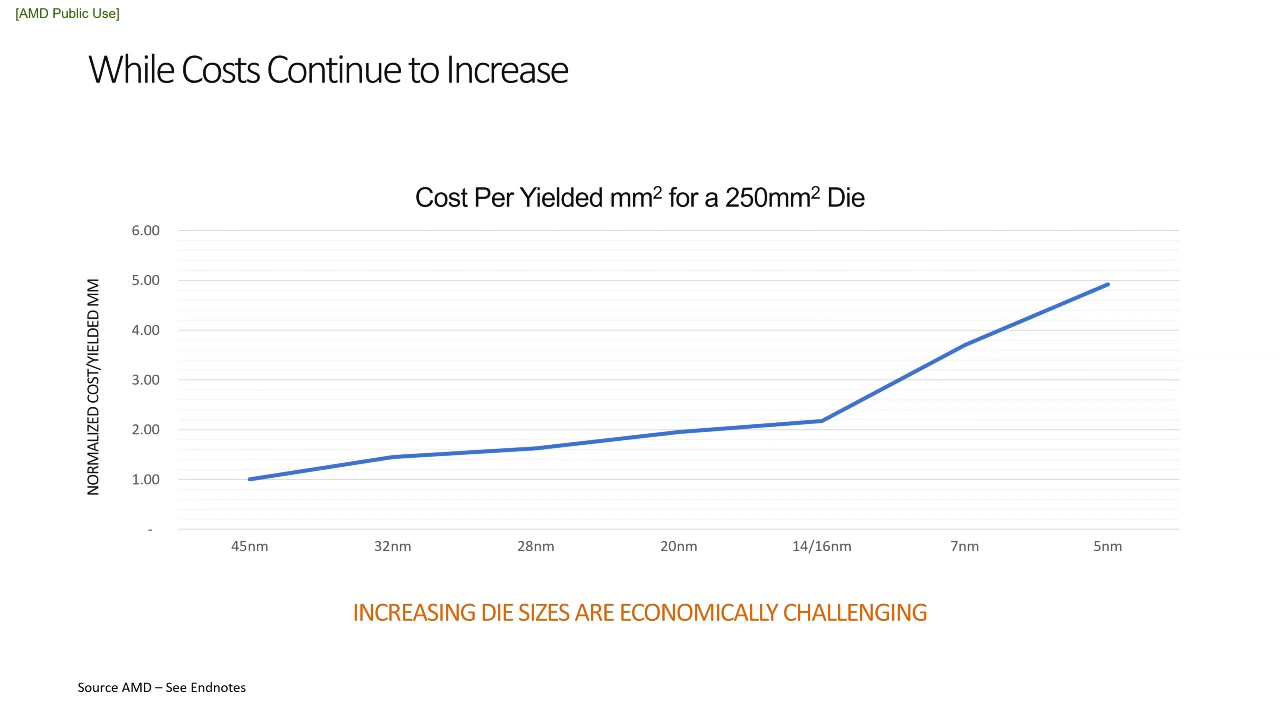 [AMD Public Use]
While Costs Continue to Increase
Cost Per Yielded mm² for a 250mm² Die
NORMALIZED COST/YIELDED MM
6.00
5.00
4.00
3.00
2.00
1.00
-
45nm 32nm 28nm 20nm 14/16nm 7nm 5nm
INCREASING DIE SIZES ARE ECONOMICALLY CHALLENGING
Source AMD – See Endnotes